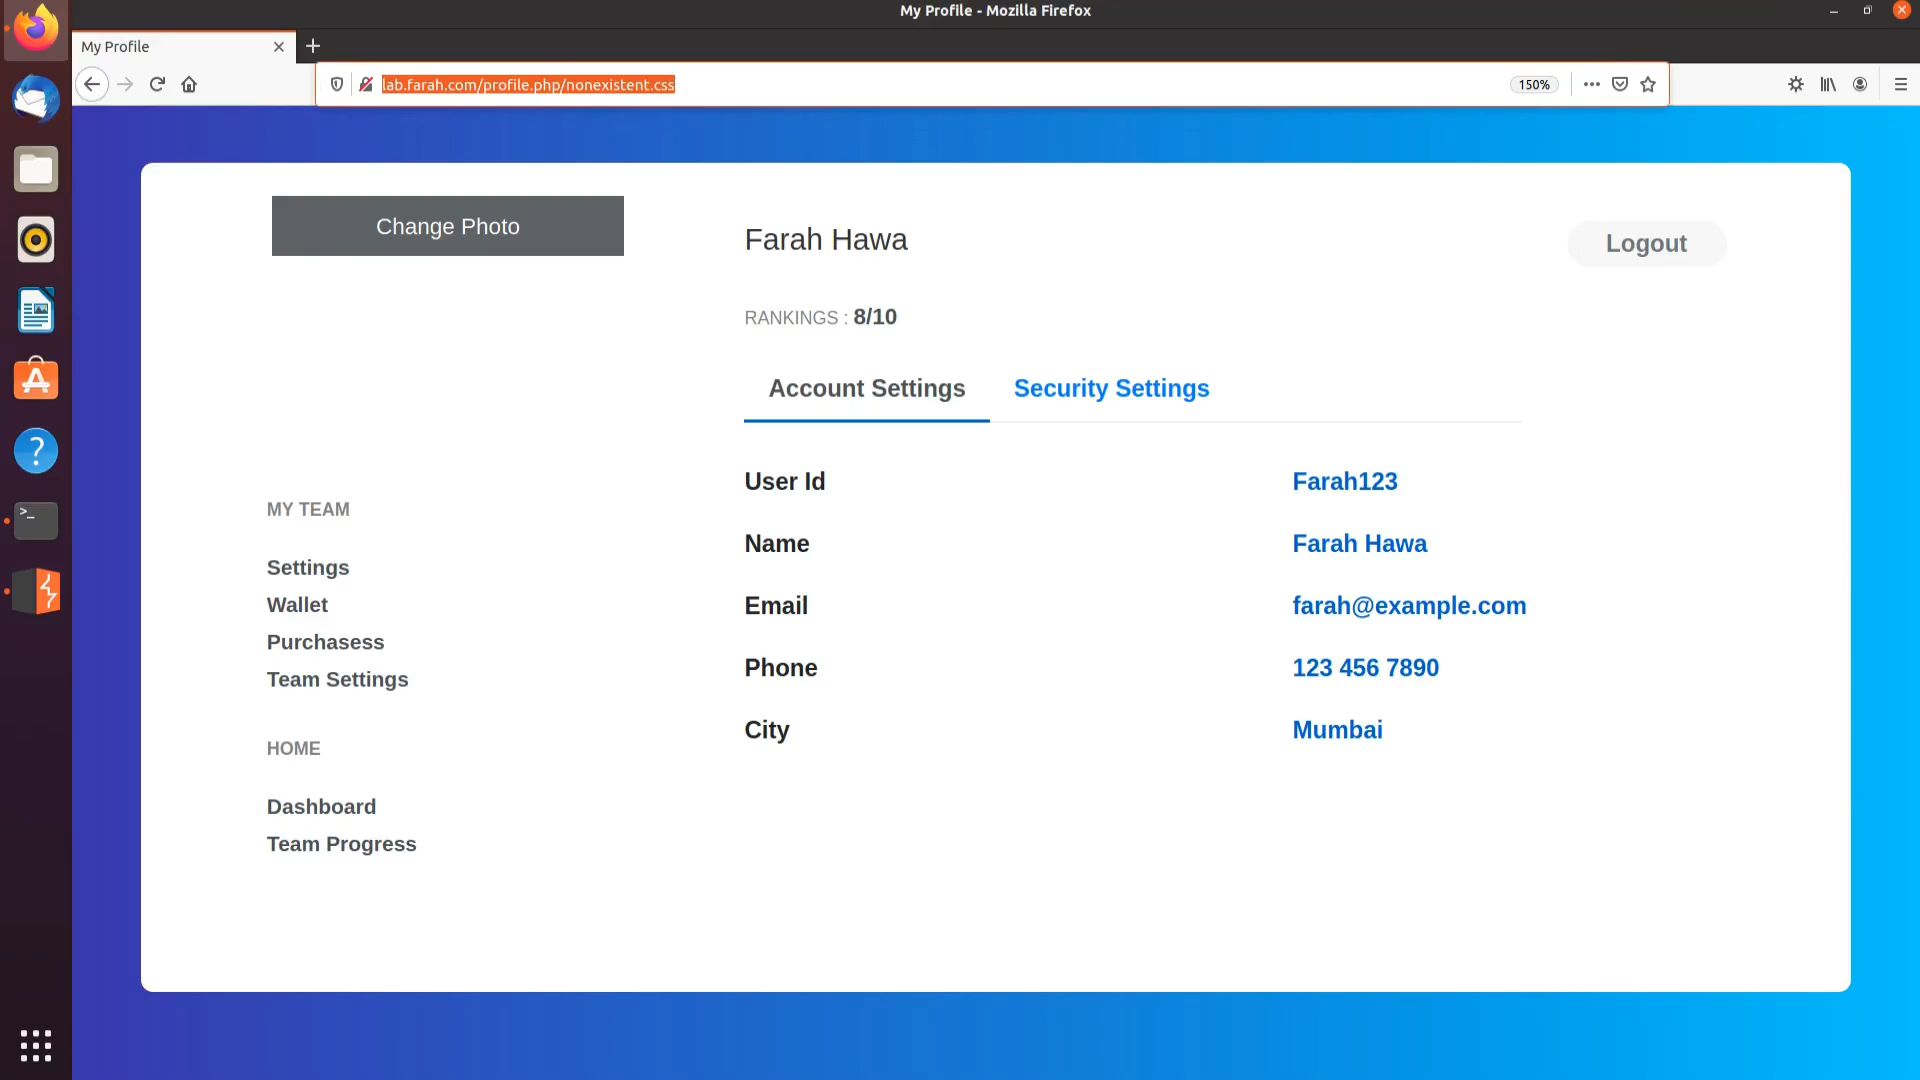 My Profile - Mozilla Firefox
My Profile
lab.farah.com/profile.php/nonexistent.css
150%
Change Photo
Farah Hawa
Logout
RANKINGS : 8/10
Account Settings
Security Settings
User Id
Farah123
Name
Farah Hawa
Email
farah@example.com
Phone
123 456 7890
City
Mumbai
MY TEAM
Settings
Wallet
Purchasess
Team Settings
HOME
Dashboard
Team Progress